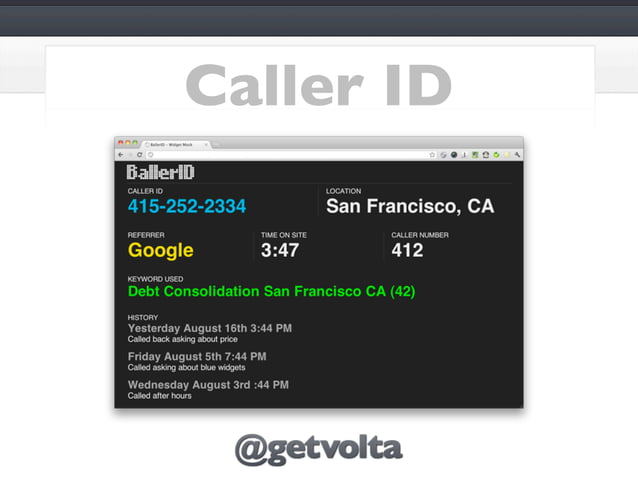 Caller ID
BallerID - Widget Mock
BallerID
CALLER ID
415-252-2334
LOCATION
San Francisco, CA
REFERRER
Google
TIME ON SITE
3:47
CALLER NUMBER
412
KEYWORD USED
Debt Consolidation San Francisco CA (42)
HISTORY
Yesterday August 16th 3:44 PM
Called back asking about price
Friday August 5th 7:44 PM
Called asking about blue widgets
Wednesday August 3rd :44 PM
Called after hours
@getvolta